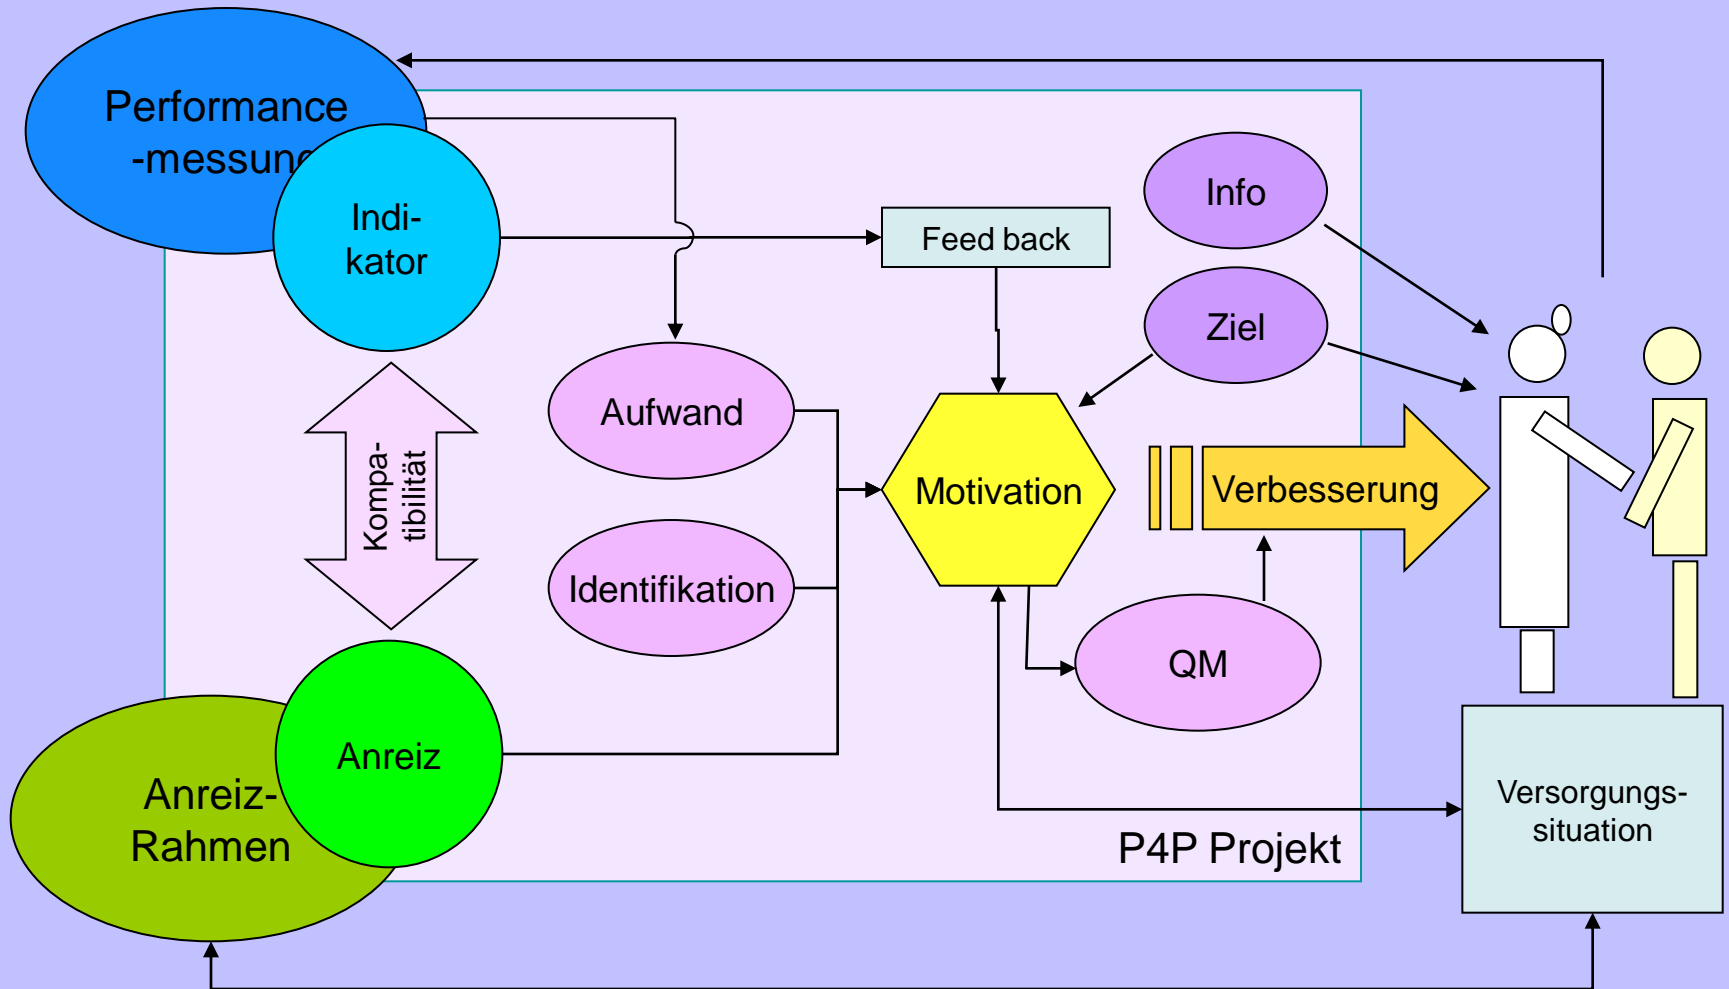 Performance
-messung
Indi-
kator
Info
Feed back
Ziel
Aufwand
Kompa-
tibilität
Motivation
Verbesserung
Identifikation
QM
Anreiz
Anreiz-
Rahmen
Versorgungs-
situation
P4P Projekt